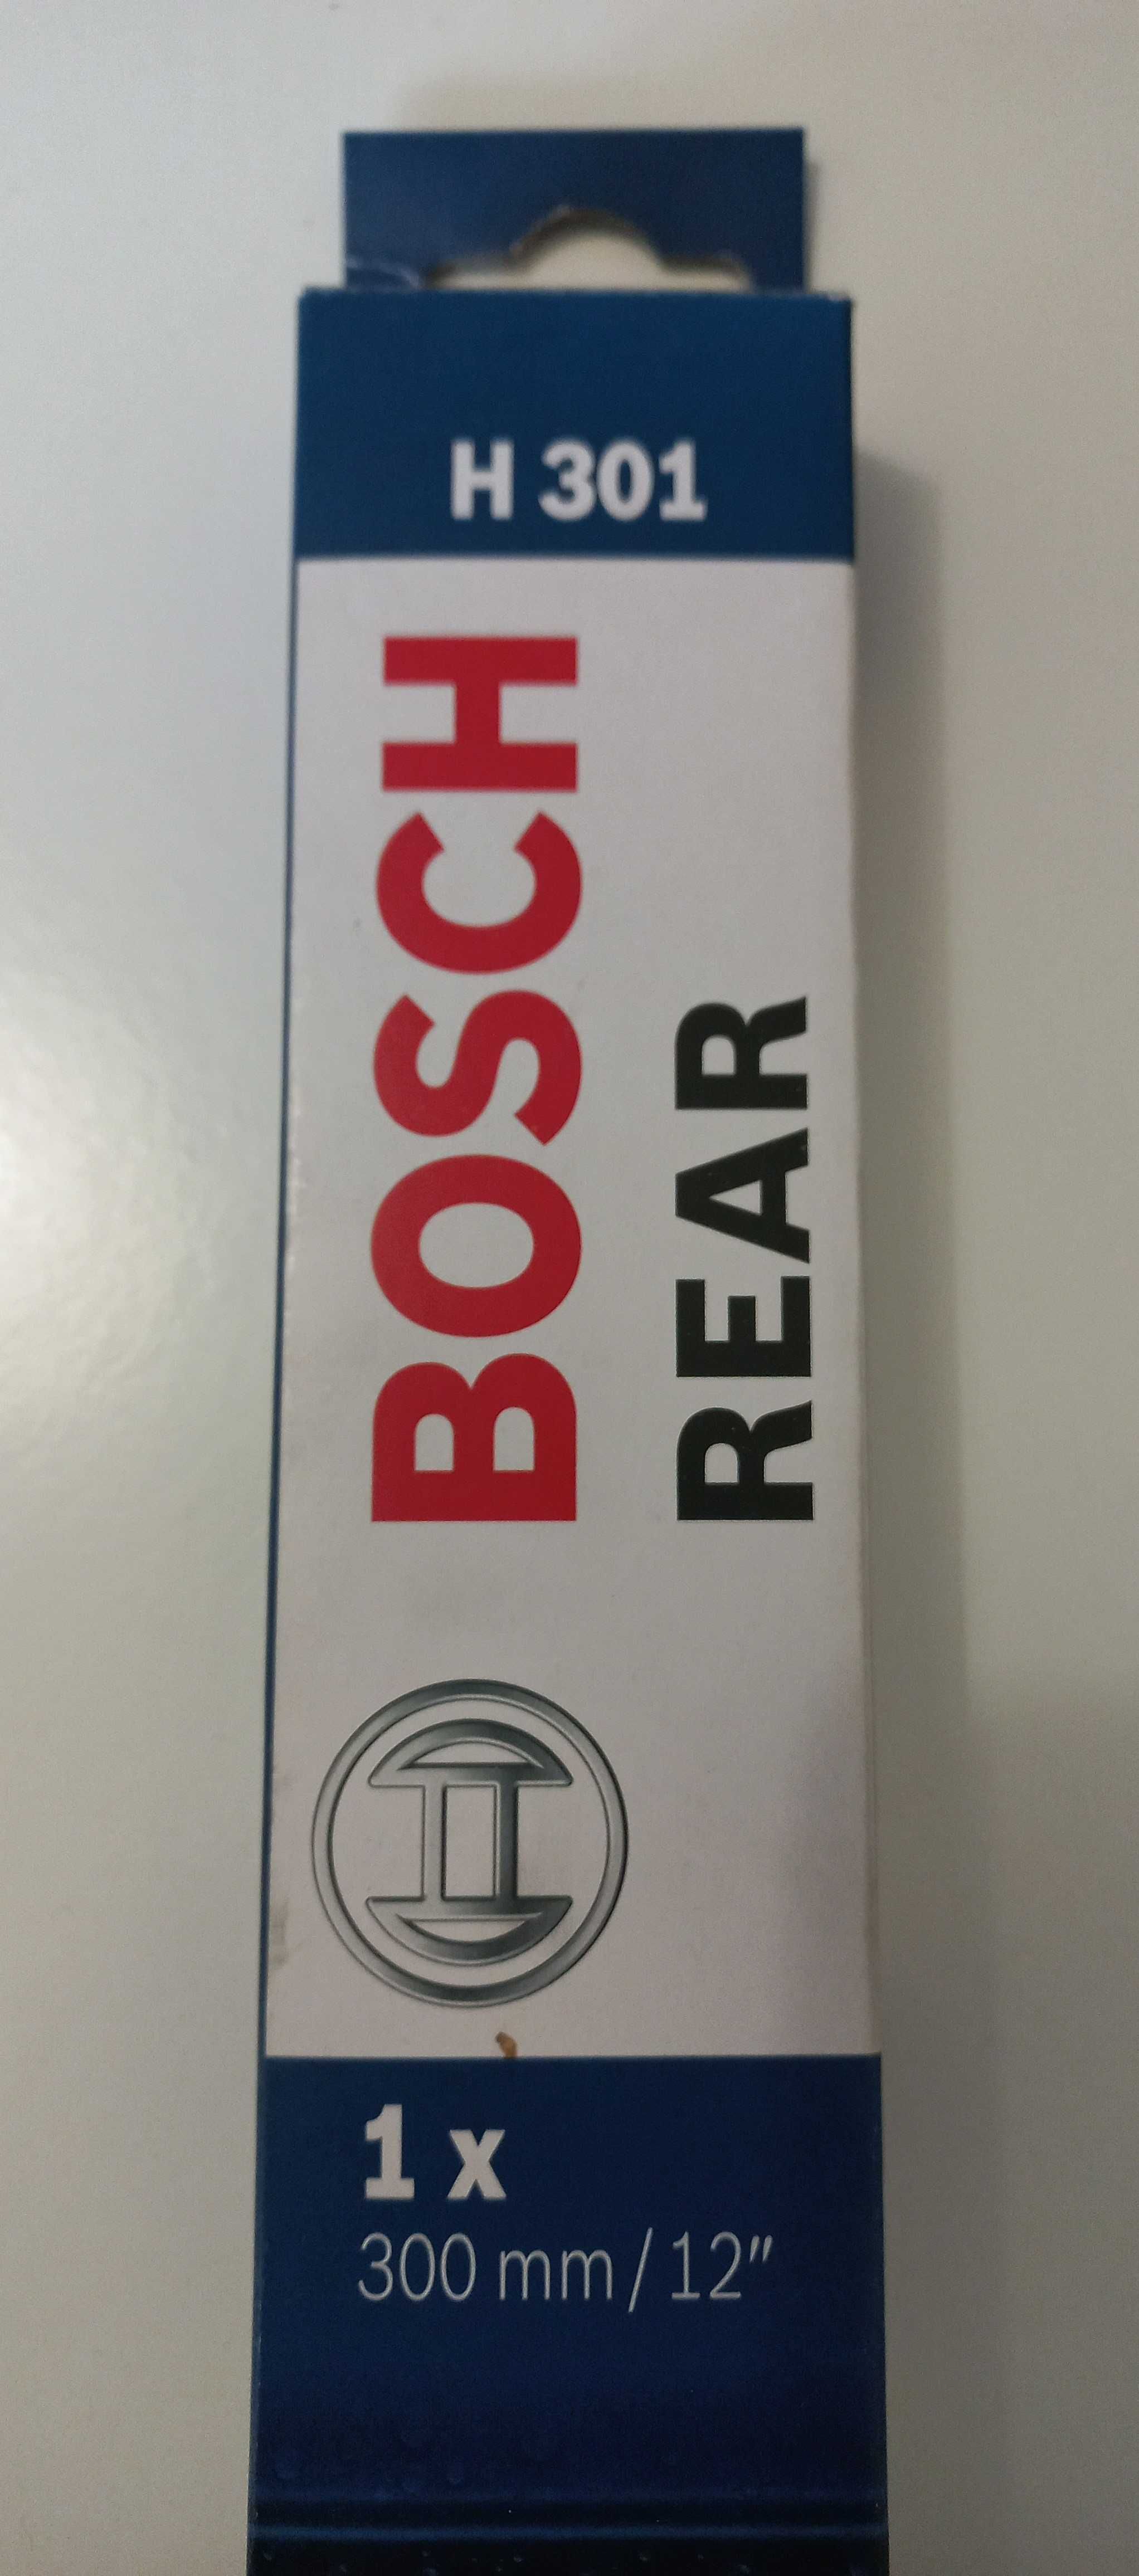 H 301
BOSCH
REAR
1 x
300 mm / 12″